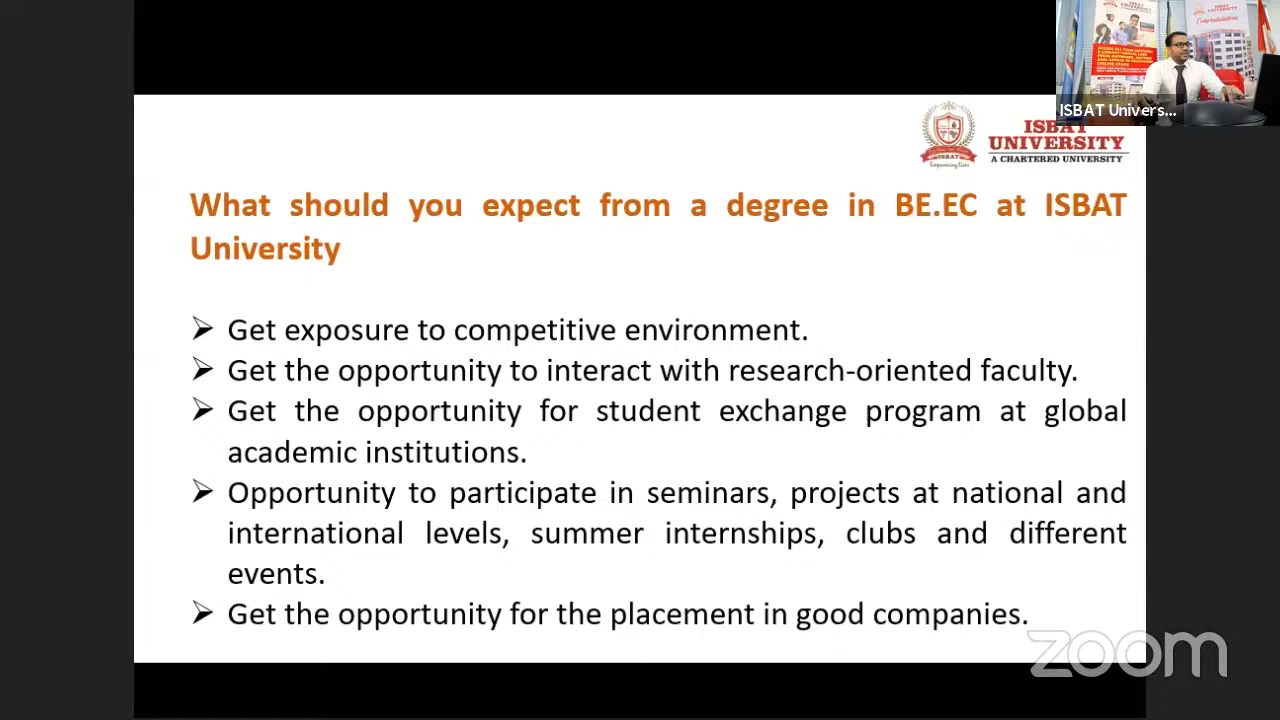 ISBAT Univers...
ISBAT
UNIVERSITY
A CHARTERED UNIVERSITY
ISBAT
Empowering Lives
What should you expect from a degree in BE.EC at ISBAT
University
➢ Get exposure to competitive environment.
➢ Get the opportunity to interact with research-oriented faculty.
➢ Get the opportunity for student exchange program at global
academic institutions.
➢ Opportunity to participate in seminars, projects at national and
international levels, summer internships, clubs and different
events.
➢ Get the opportunity for the placement in good companies.
zoom